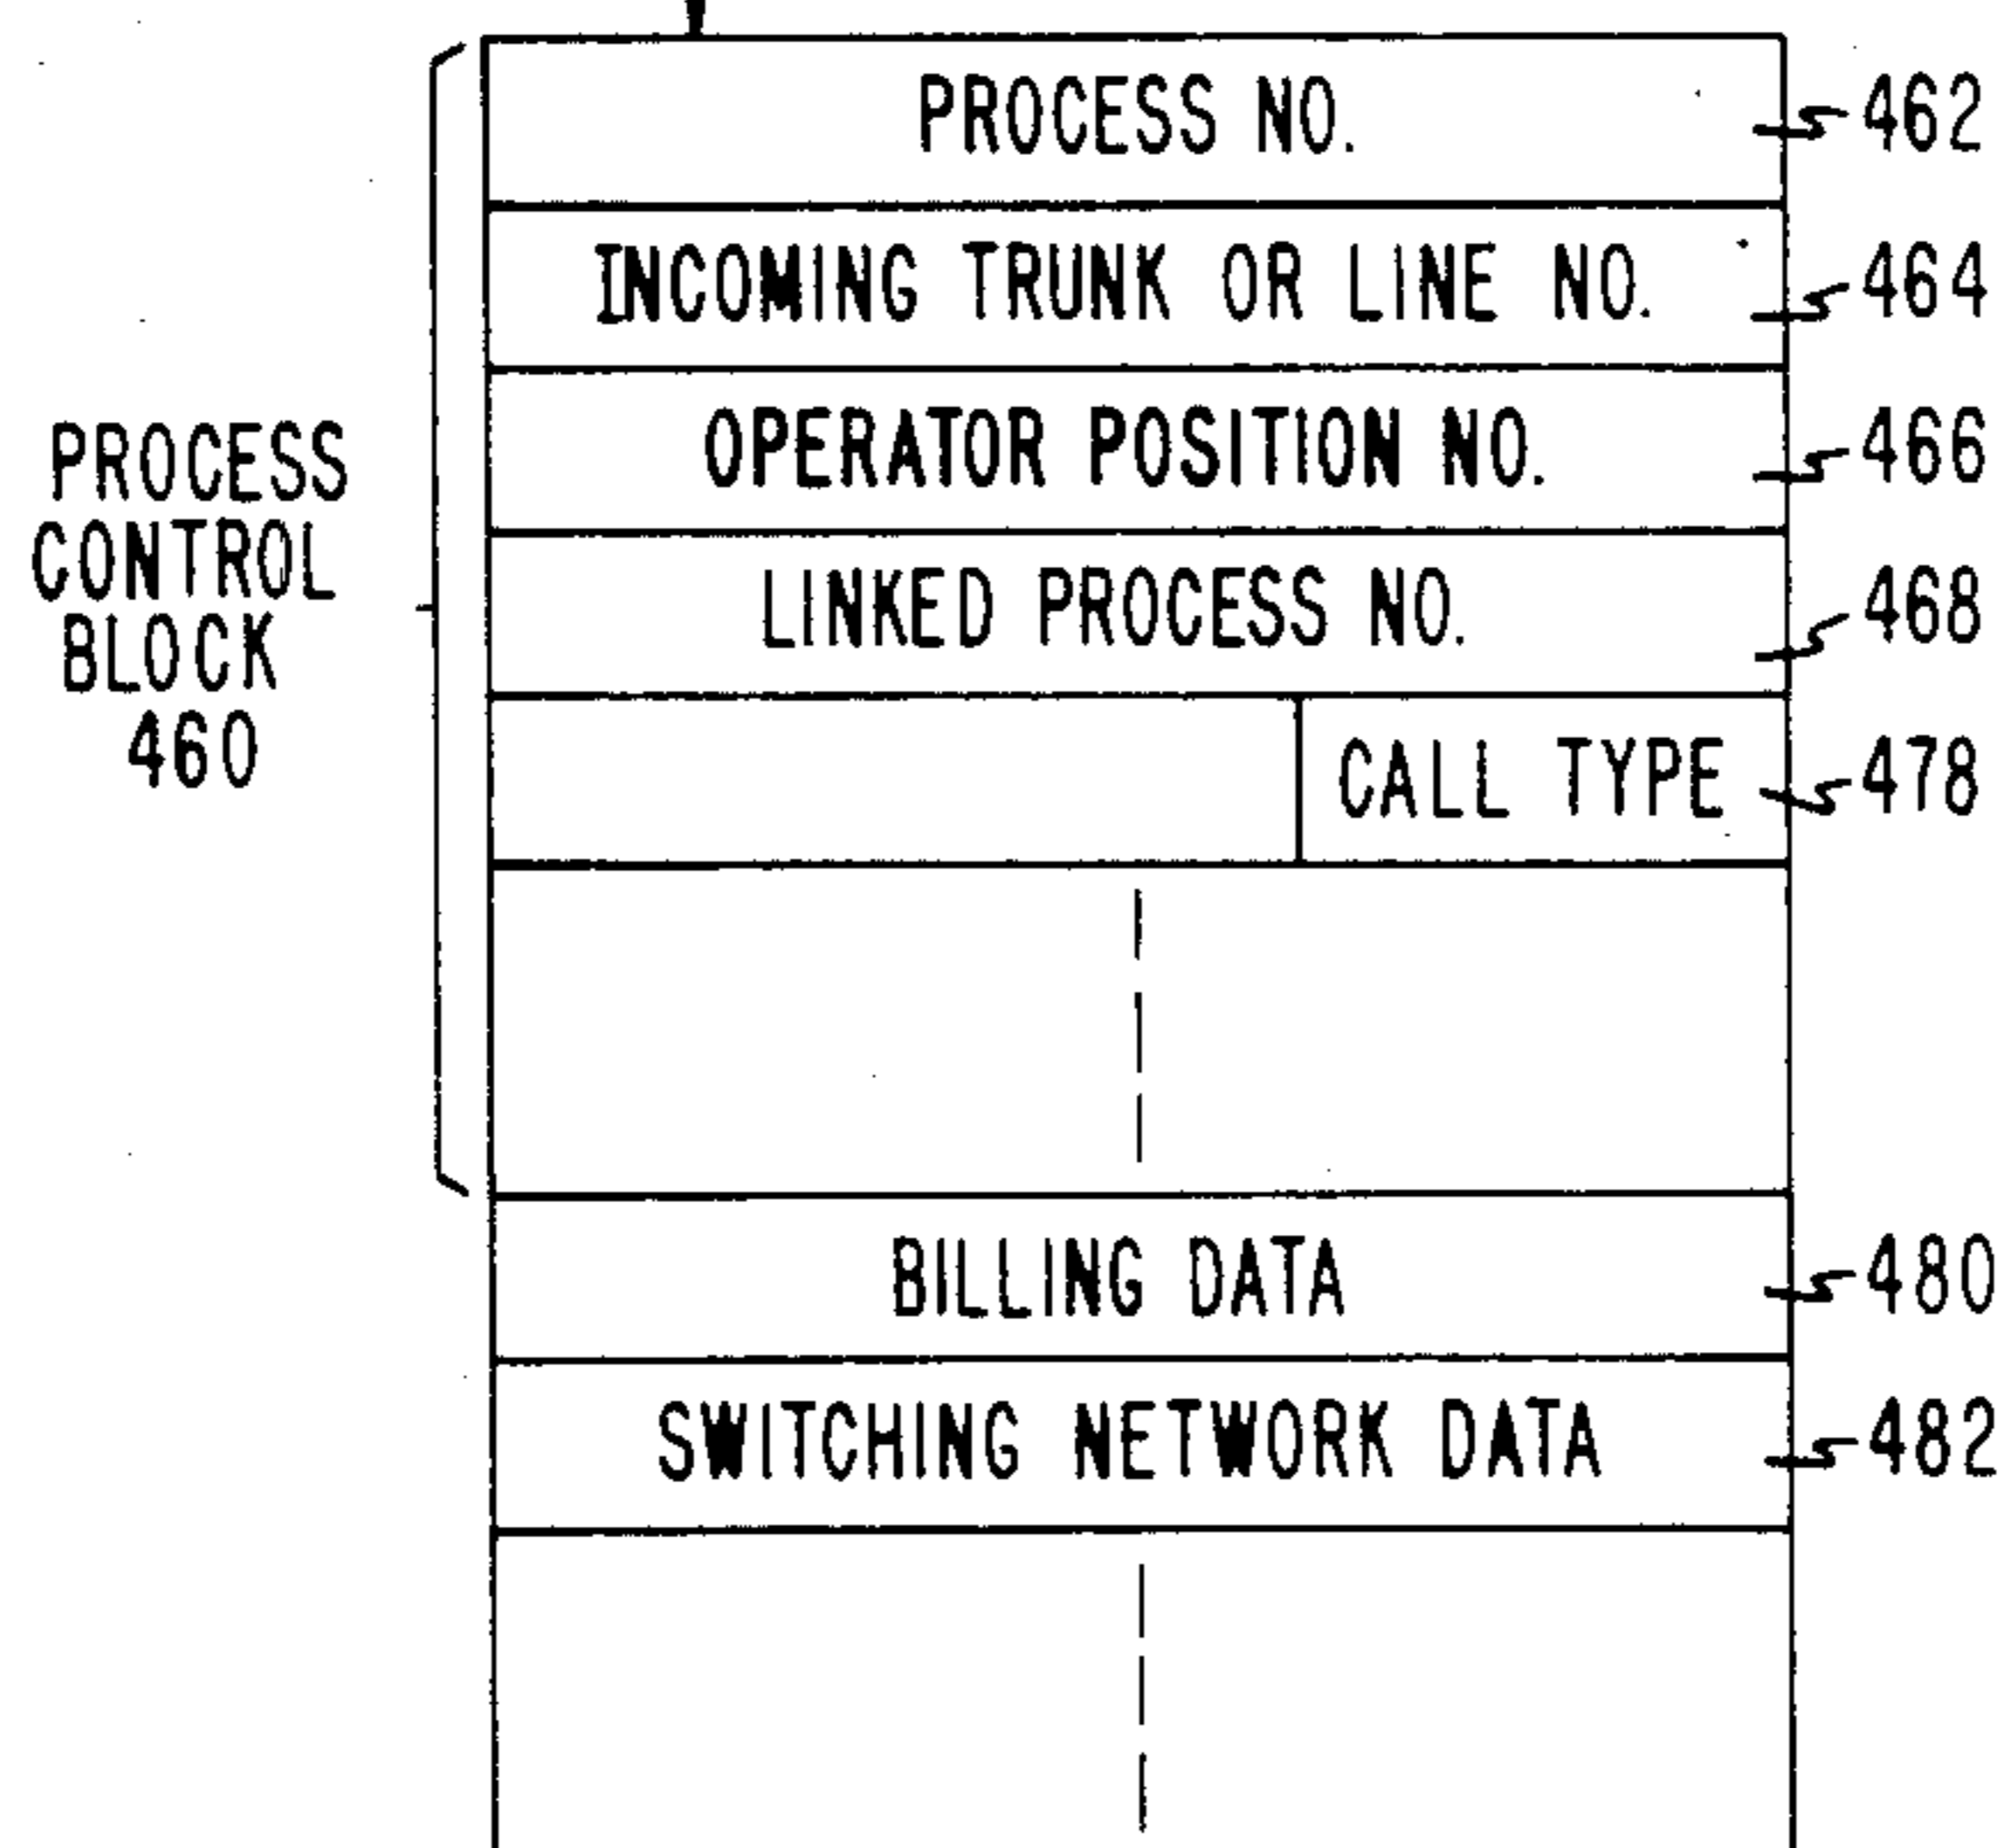 PROCESS NO.
462
INCOMING TRUNK OR LINE NO.
464
OPERATOR POSITION NO.
466
PROCESS
CONTROL
BLOCK
460
LINKED PROCESS NO.
468
CALL TYPE
478
BILLING DATA
480
SWITCHING NETWORK DATA
482